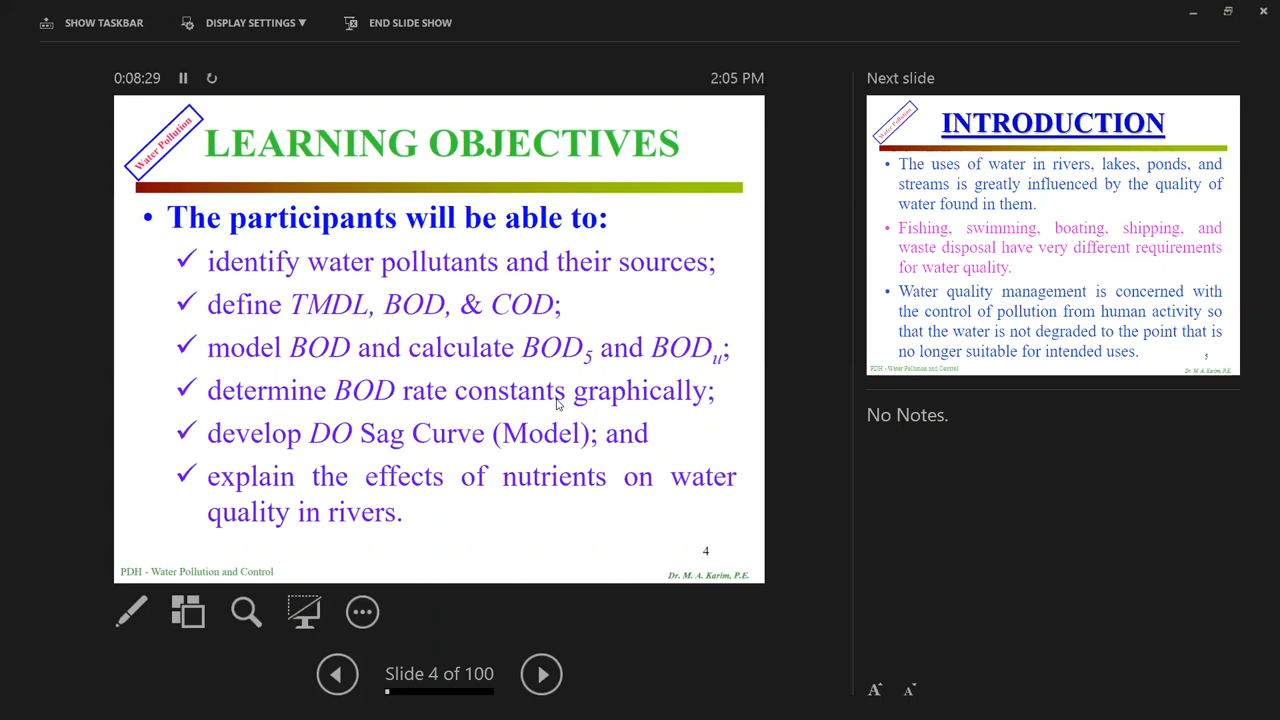 SHOW TASKBAR
DISPLAY SETTINGS ▼
END SLIDE SHOW
0:08:29
2:05 PM
Water Pollution
LEARNING OBJECTIVES
• The participants will be able to:
✓ identify water pollutants and their sources;
✓ define TMDL, BOD, & COD;
✓ model BOD and calculate BOD5 and BODu;
✓ determine BOD rate constants graphically;
✓ develop DO Sag Curve (Model); and
✓ explain the effects of nutrients on water
quality in rivers.
4
PDH - Water Pollution and Control
Dr. M. A. Karim, P.E.
Slide 4 of 100
Next slide
Water Pollution
INTRODUCTION
• The uses of water in rivers, lakes, ponds, and
streams is greatly influenced by the quality of
water found in them.
• Fishing, swimming, boating, shipping, and
waste disposal have very different requirements
for water quality.
• Water quality management is concerned with
the control of pollution from human activity so
that the water is not degraded to the point that is
no longer suitable for intended uses.
5
PDH - Water Pollution and Control
Dr. M. A. Karim, P.E.
No Notes.
A A